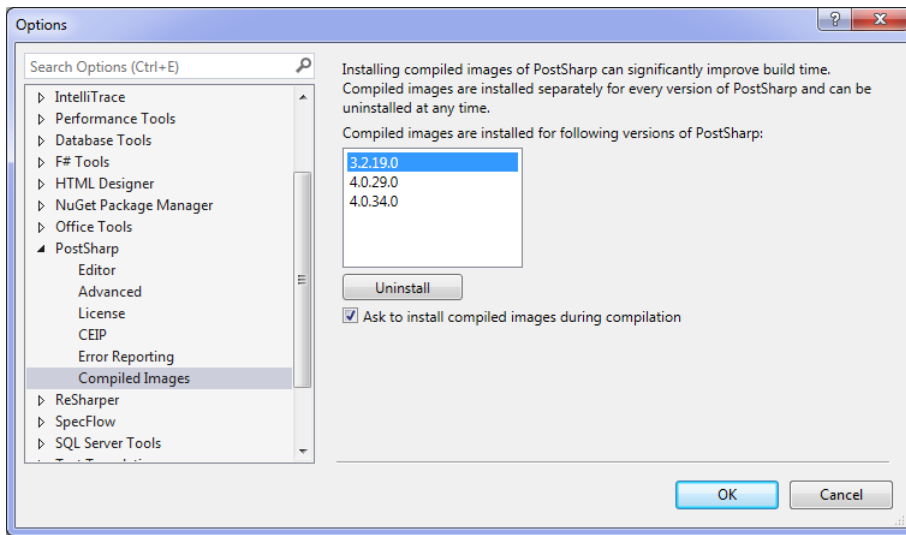 Options
Search Options (Ctrl+E)
IntelliTrace
Performance Tools
Database Tools
F# Tools
HTML Designer
NuGet Package Manager
Office Tools
PostSharp
Editor
Advanced
License
CEIP
Error Reporting
Compiled Images
ReSharper
SpecFlow
SQL Server Tools
Installing compiled images of PostSharp can significantly improve build time.
Compiled images are installed separately for every version of PostSharp and can be
uninstalled at any time.
Compiled images are installed for following versions of PostSharp:
3.2.19.0
4.0.29.0
4.0.34.0
Uninstall
Ask to install compiled images during compilation
OK
Cancel